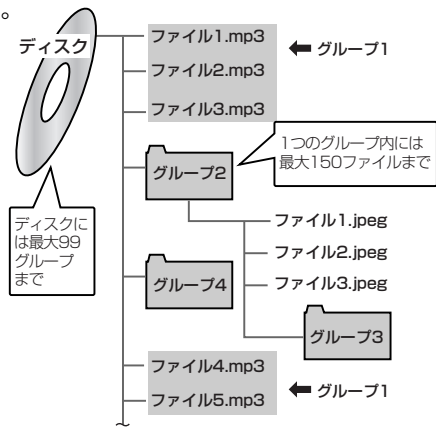 。
ディスク
ファイル1.mp3
グループ1
ファイル2.mp3
ファイル3.mp3
1つのグループ内には
最大150ファイルまで
グループ2
ディスクに
は最大99
グループ
まで
ファイル1.jpeg
ファイル2.jpeg
ファイル3.jpeg
グループ4
グループ3
ファイル4.mp3
グループ1
ファイル5.mp3
～